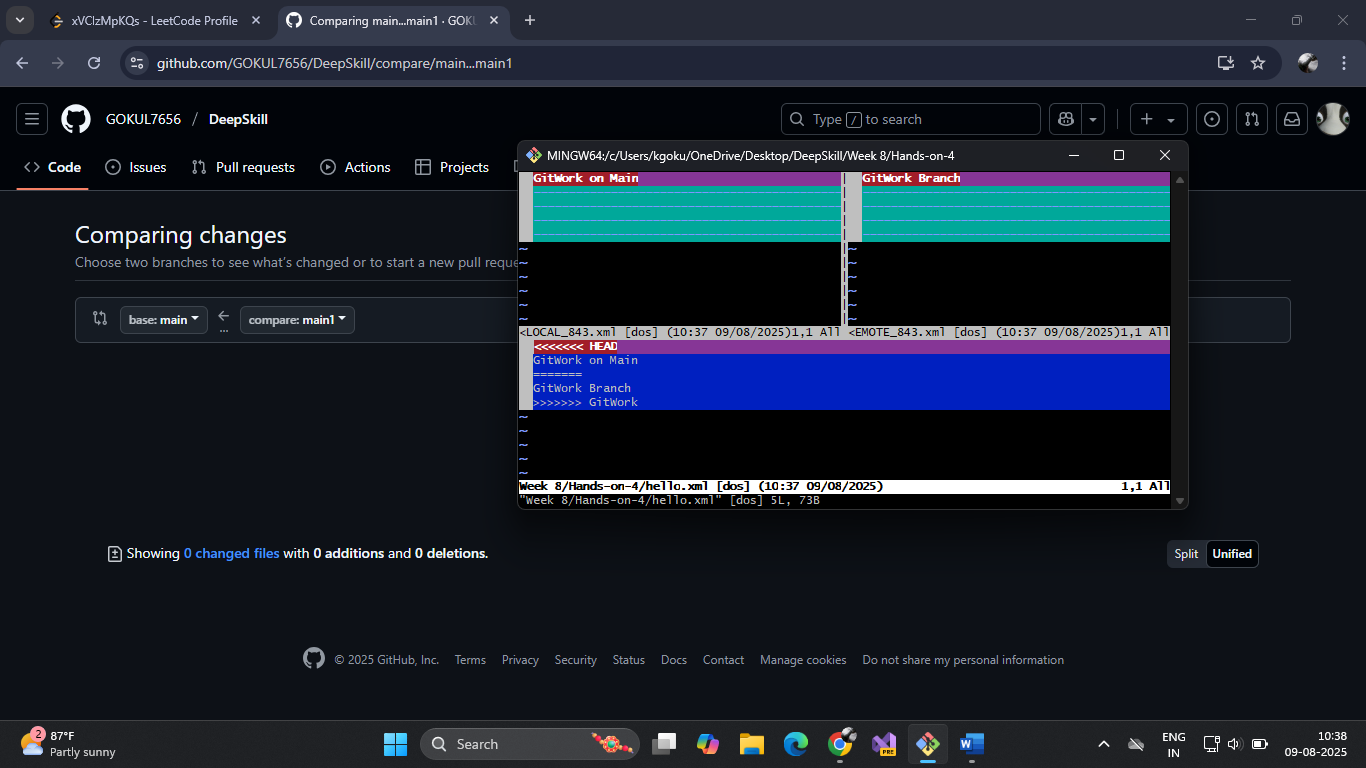 xVClzMpKQs - LeetCode Profile
Comparing main...main1 · GOKU
github.com/GOKUL7656/DeepSkill/compare/main...main1
GOKUL7656 / DeepSkill
Type / to search
Code
Issues
Pull requests
Actions
Projects
MINGW64:/c/Users/kgoku/OneDrive/Desktop/DeepSkill/Week 8/Hands-on-4
GitWork on Main
GitWork Branch
~ ~
~ ~
~ ~
~ ~
~ ~
~ ~
<LOCAL_843.xml [dos] (10:37 09/08/2025)1,1 All <EMOTE_843.xml [dos] (10:37 09/08/2025)1,1 All
<<<<<<< HEAD
GitWork on Main
=======
GitWork Branch
>>>>>>> GitWork
~
~
~
~
~
Week 8/Hands-on-4/hello.xml [dos] (10:37 09/08/2025) 1,1 All
"Week 8/Hands-on-4/hello.xml" [dos] 5L, 73B
Comparing changes
Choose two branches to see what's changed or to start a new pull reque
base: main
compare: main1
...
Showing 0 changed files with 0 additions and 0 deletions.
Split Unified
© 2025 GitHub, Inc. Terms Privacy Security Status Docs Contact Manage cookies Do not share my personal information
2
87°F
Partly sunny
Search
PRE
ENG
IN
10:38
09-08-2025